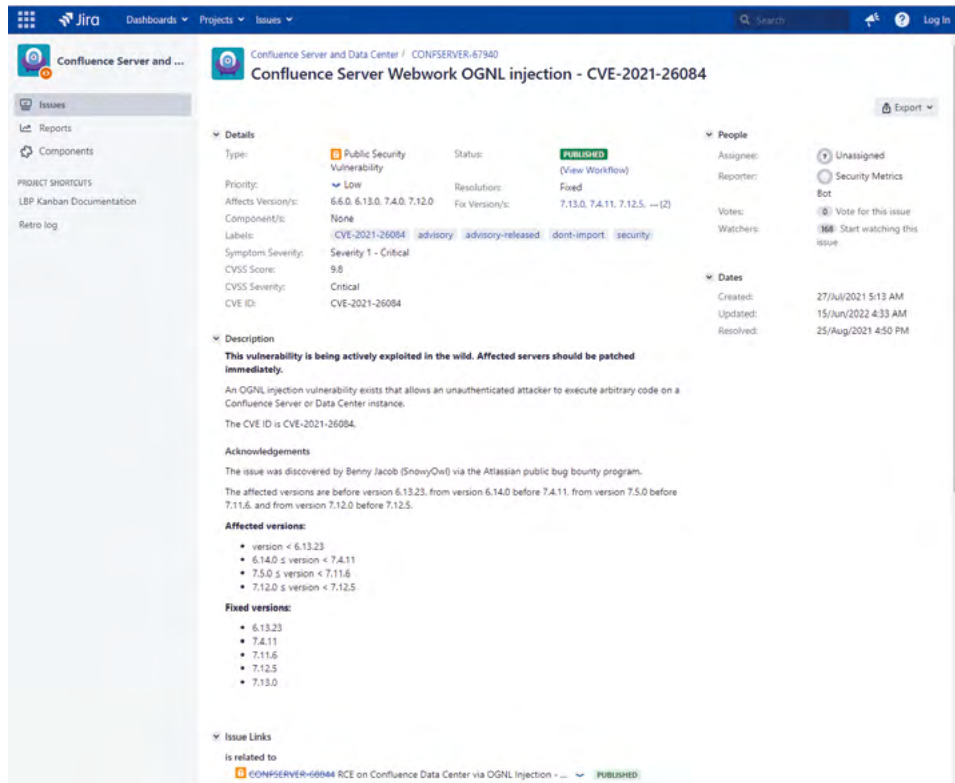 Jira Dashboards Projects Issues Search Log In
Confluence Server and ...
Issues
Reports
Components
PROJECT SHORTCUTS
LBP Kanban Documentation
Retro log
Confluence Server and Data Center / CONFSERVER-67940
Confluence Server Webwork OGNL injection - CVE-2021-26084
Export
Details
Type: Public Security Vulnerability
Status: PUBLISHED
(View Workflow)
Priority: Low
Resolution: Fixed
Affects Version/s: 6.6.0, 6.13.0, 7.4.0, 7.12.0
Fix Version/s: 7.13.0, 7.4.11, 7.12.5, ---(2)
Component/s: None
Labels: CVE-2021-26084 advisory advisory-released dont-import security
Symptom Severity: Severity 1 - Critical
CVSS Score: 9.8
CVSS Severity: Critical
CVE ID: CVE-2021-26084
People
Assignee: Unassigned
Reporter: Security Metrics Bot
Votes: 0 Vote for this issue
Watchers: 168 Start watching this issue
Dates
Created: 27/Jul/2021 5:13 AM
Updated: 15/Jun/2022 4:33 AM
Resolved: 25/Aug/2021 4:50 PM
Description
This vulnerability is being actively exploited in the wild. Affected servers should be patched
immediately.
An OGNL injection vulnerability exists that allows an unauthenticated attacker to execute arbitrary code on a
Confluence Server or Data Center instance.
The CVE ID is CVE-2021-26084.
Acknowledgements
The issue was discovered by Benny Jacob (SnowyOwl) via the Atlassian public bug bounty program.
The affected versions are before version 6.13.23, from version 6.14.0 before 7.4.11, from version 7.5.0 before
7.11.6, and from version 7.12.0 before 7.12.5.
Affected versions:
• version < 6.13.23
• 6.14.0 ≤ version < 7.4.11
• 7.5.0 ≤ version < 7.11.6
• 7.12.0 ≤ version < 7.12.5
Fixed versions:
• 6.13.23
• 7.4.11
• 7.11.6
• 7.12.5
• 7.13.0
Issue Links
is related to
RCE on Confluence Data Center via OGNL Injection - ... PUBLISHED